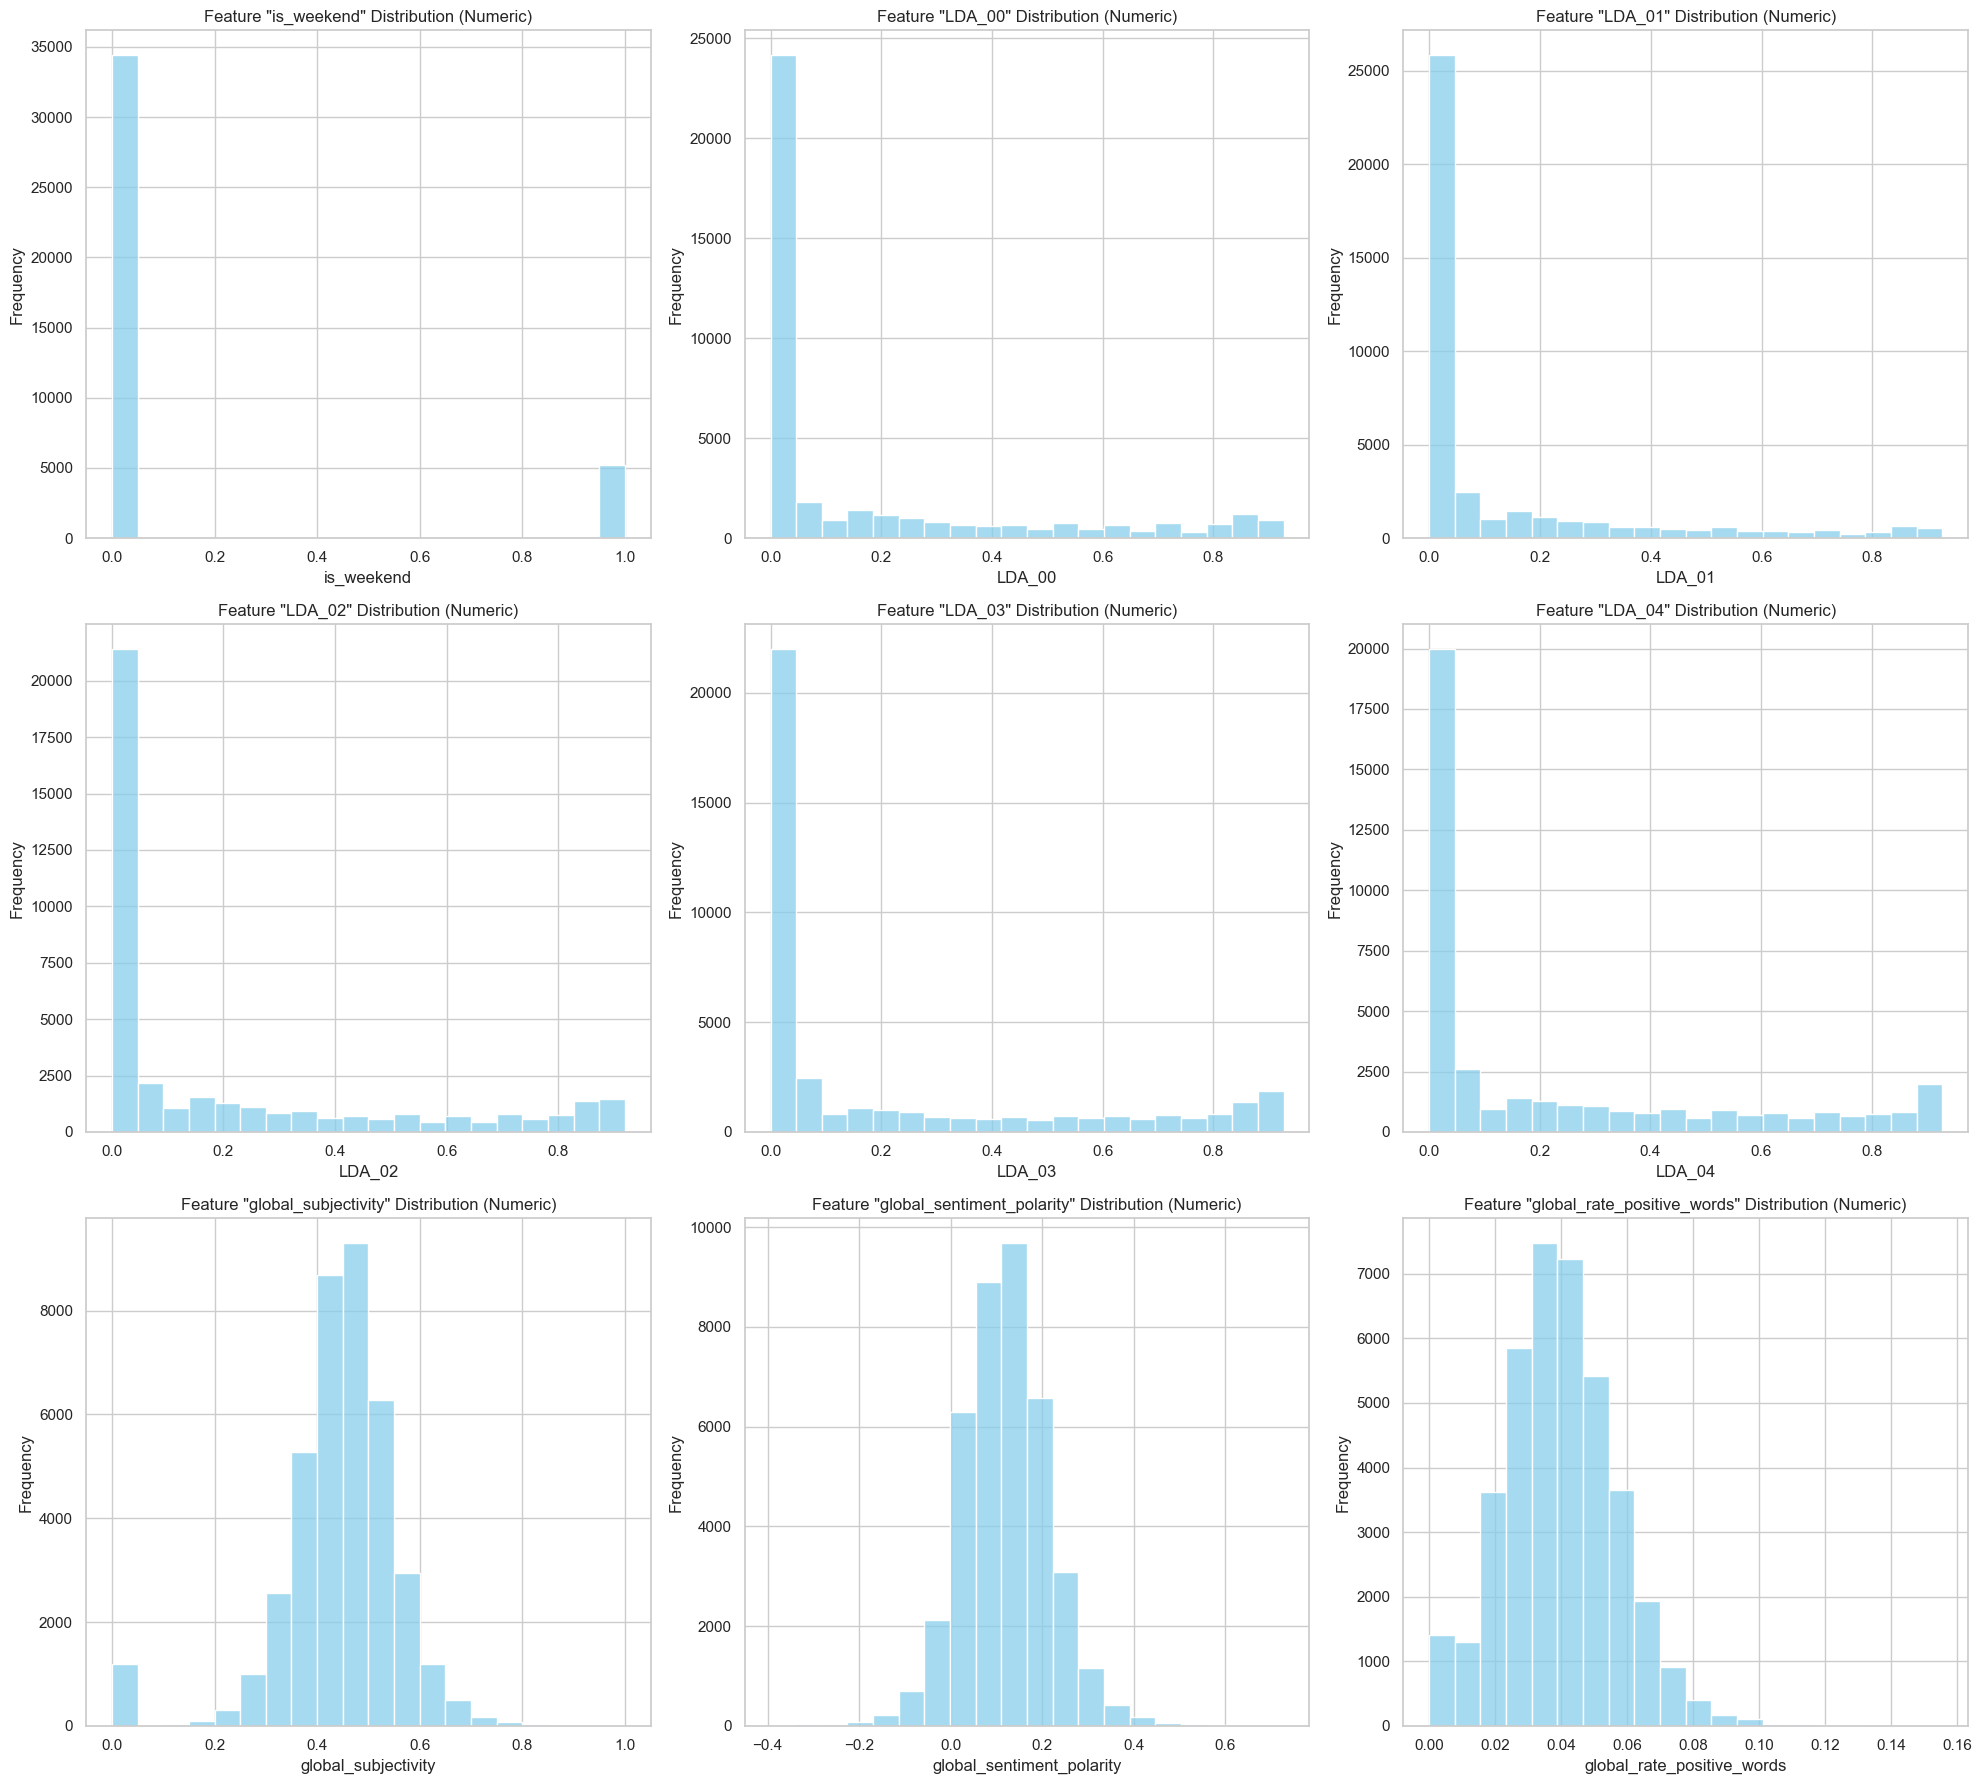 Feature "is_weekend" Distribution (Numeric)
35000
30000
25000
20000
15000
10000
5000
0
Frequency
0.0 0.2 0.4 0.6 0.8 1.0
is_weekend
Feature "LDA_00" Distribution (Numeric)
25000
20000
15000
10000
5000
0
Frequency
0.0 0.2 0.4 0.6 0.8
LDA_00
Feature "LDA_01" Distribution (Numeric)
25000
20000
15000
10000
5000
0
Frequency
0.0 0.2 0.4 0.6 0.8
LDA_01
Feature "LDA_02" Distribution (Numeric)
20000
17500
15000
12500
10000
7500
5000
2500
0
Frequency
0.0 0.2 0.4 0.6 0.8
LDA_02
Feature "LDA_03" Distribution (Numeric)
20000
15000
10000
5000
0
Frequency
0.0 0.2 0.4 0.6 0.8
LDA_03
Feature "LDA_04" Distribution (Numeric)
20000
17500
15000
12500
10000
7500
5000
2500
0
Frequency
0.0 0.2 0.4 0.6 0.8
LDA_04
Feature "global_subjectivity" Distribution (Numeric)
8000
6000
4000
2000
0
Frequency
0.0 0.2 0.4 0.6 0.8 1.0
global_subjectivity
Feature "global_sentiment_polarity" Distribution (Numeric)
10000
8000
6000
4000
2000
0
Frequency
−0.4 −0.2 0.0 0.2 0.4 0.6
global_sentiment_polarity
Feature "global_rate_positive_words" Distribution (Numeric)
7000
6000
5000
4000
3000
2000
1000
0
Frequency
0.00 0.02 0.04 0.06 0.08 0.10 0.12 0.14 0.16
global_rate_positive_words